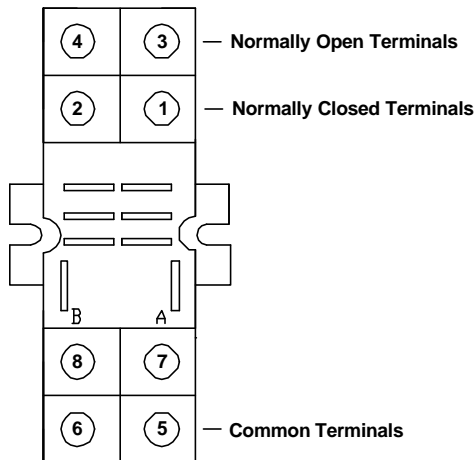 4 3 Normally Open Terminals
2 1 Normally Closed Terminals
B A
8 7
6 5 Common Terminals